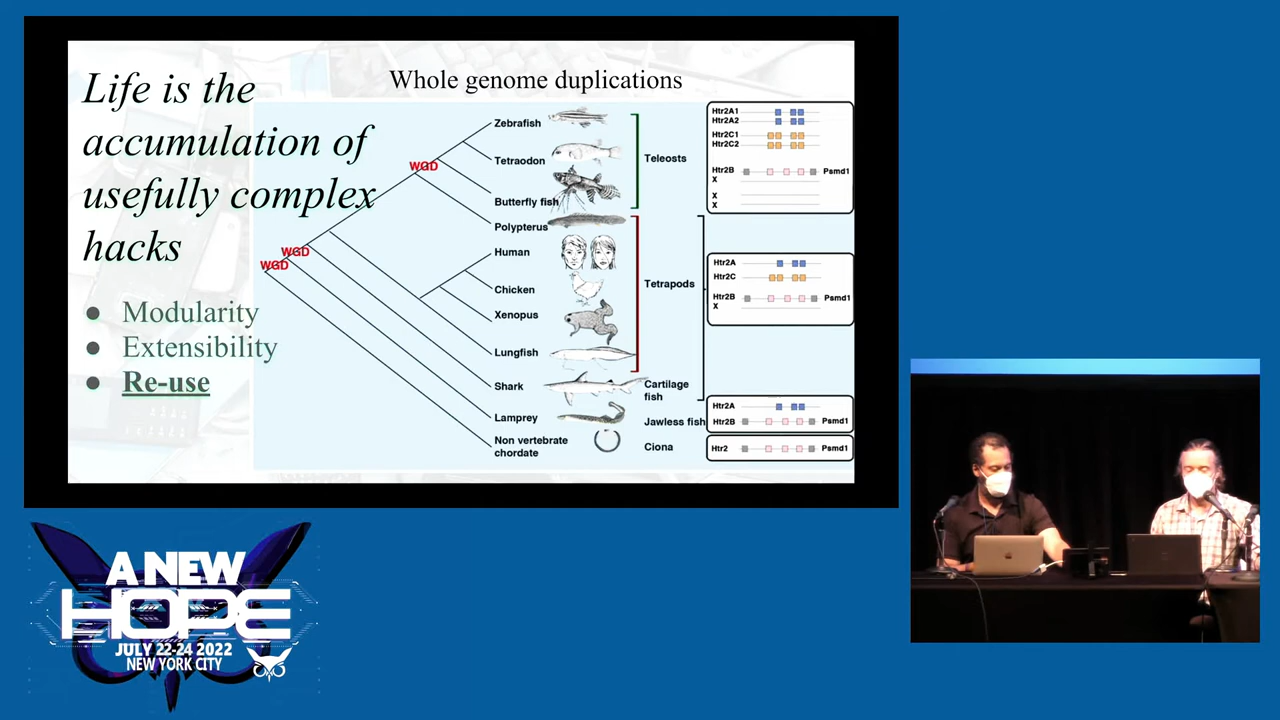 Life is the
accumulation of
usefully complex
hacks
● Modularity
● Extensibility
● Re-use
Whole genome duplications
WGD
WGD
WGD
Zebrafish
Tetraodon
Butterfly fish
Polypterus
Human
Chicken
Xenopus
Lungfish
Shark
Lamprey
Non vertebrate
chordate
Teleosts
Tetrapods
Cartilage
fish
Jawless fish
Ciona
Htr2A1
Htr2A2
Htr2C1
Htr2C2
Htr2B Psmd1
X
X
X
Htr2A
Htr2C
Htr2B Psmd1
X
Htr2A
Htr2B Psmd1
Htr2 Psmd1
A NEW
HOPE
JULY 22-24 2022
NEW YORK CITY